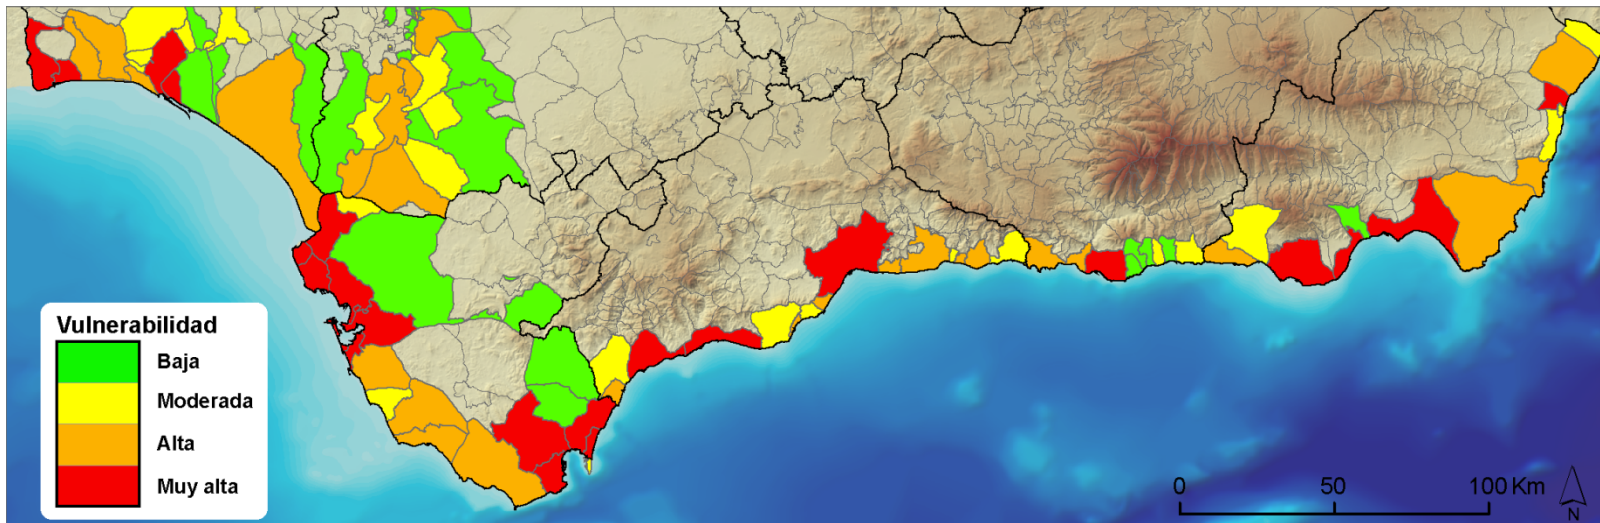 Vulnerabilidad
Baja
Moderada
Alta
Muy alta
0 50 100 Km
N